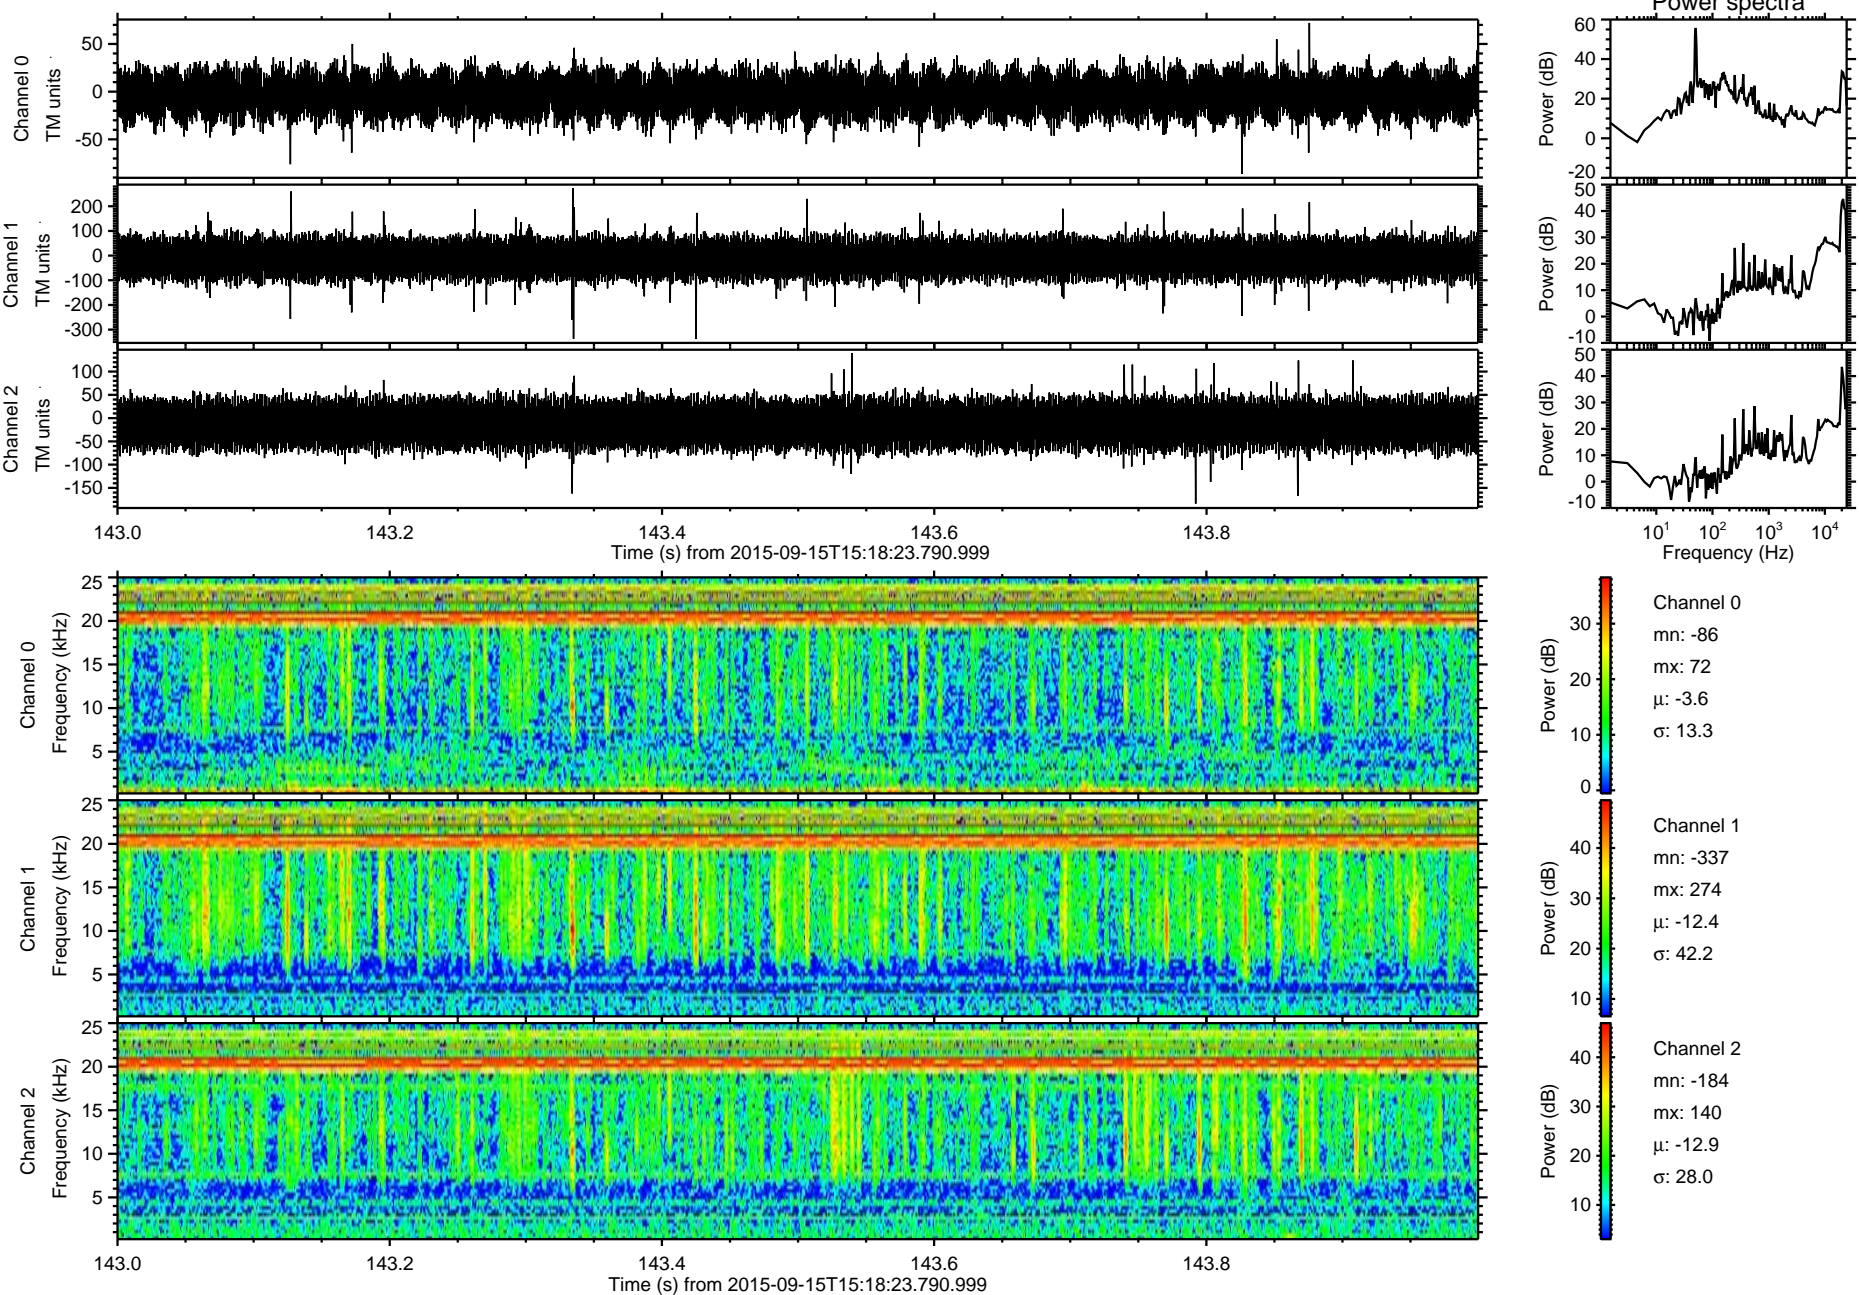 Power spectra
Channel 0
TM units
50
0
-50
Power (dB)
60
40
20
0
-20
Channel 1
TM units
200
100
0
-100
-200
-300
Power (dB)
50
40
30
20
10
0
-10
Channel 2
TM units
100
50
0
-50
-100
-150
Power (dB)
50
40
30
20
10
0
-10
143.0 143.2 143.4 143.6 143.8
Time (s) from 2015-09-15T15:18:23.790.999
10¹ 10² 10³ 10⁴
Frequency (Hz)
Channel 0
Frequency (kHz)
25
20
15
10
5
Power (dB)
30
20
10
0
Channel 0
mn: -86
mx: 72
µ: -3.6
σ: 13.3
Channel 1
Frequency (kHz)
25
20
15
10
5
Power (dB)
40
30
20
10
Channel 1
mn: -337
mx: 274
µ: -12.4
σ: 42.2
Channel 2
Frequency (kHz)
25
20
15
10
5
Power (dB)
40
30
20
10
Channel 2
mn: -184
mx: 140
µ: -12.9
σ: 28.0
143.0 143.2 143.4 143.6 143.8
Time (s) from 2015-09-15T15:18:23.790.999